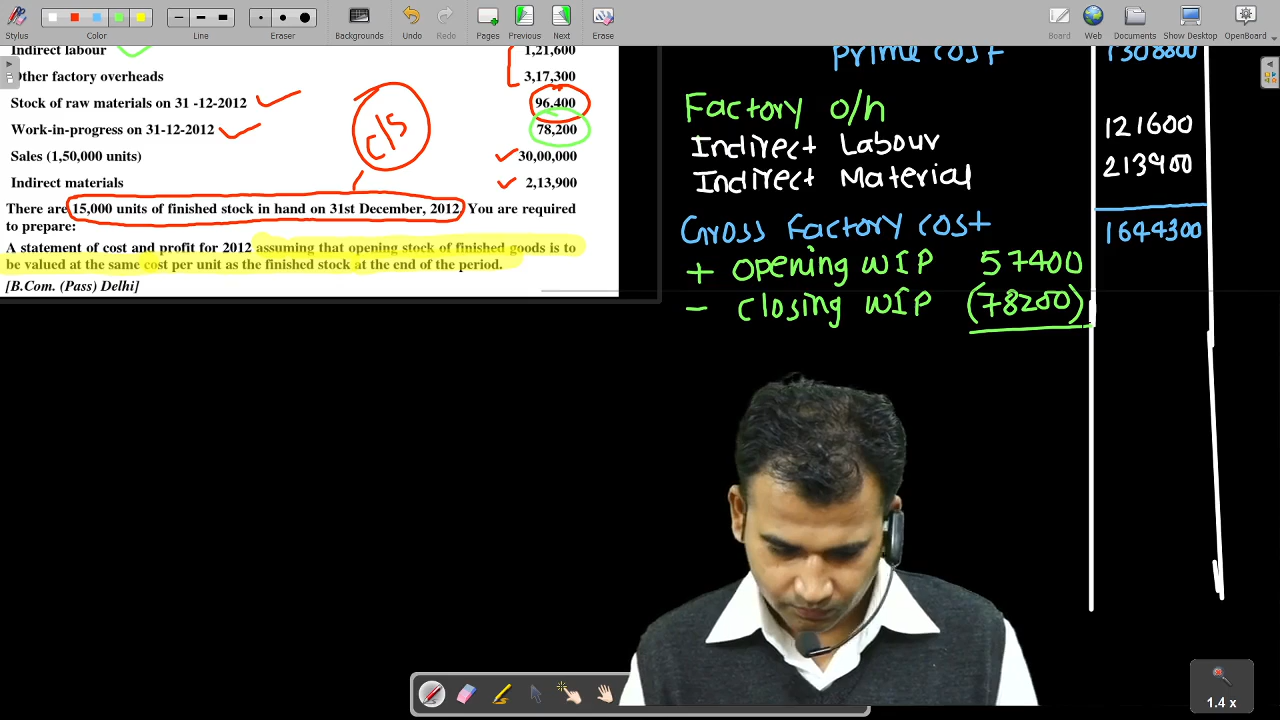 Stylus
Color
Line
Eraser
Backgrounds
Undo
Redo
Pages
Previous
Next
Erase
Board
Web
Documents
Show Desktop
OpenBoard
Indirect labour 1,21,600
Other factory overheads 3,17,300
Stock of raw materials on 31 -12-2012 96,400
Work-in-progress on 31-12-2012 78,200
Sales (1,50,000 units) 30,00,000
Indirect materials 2,13,900
There are 15,000 units of finished stock in hand on 31st December, 2012. You are required
to prepare:
A statement of cost and profit for 2012 assuming that opening stock of finished goods is to
be valued at the same cost per unit as the finished stock at the end of the period.
[B.Com. (Pass) Delhi]
C/S
Prime cost 1308800
Factory o/h
Indirect Labour 121600
Indirect Material 213900
Gross Factory cost 1644300
+ opening WIP 57400
- closing WIP (78200)
1.4 x